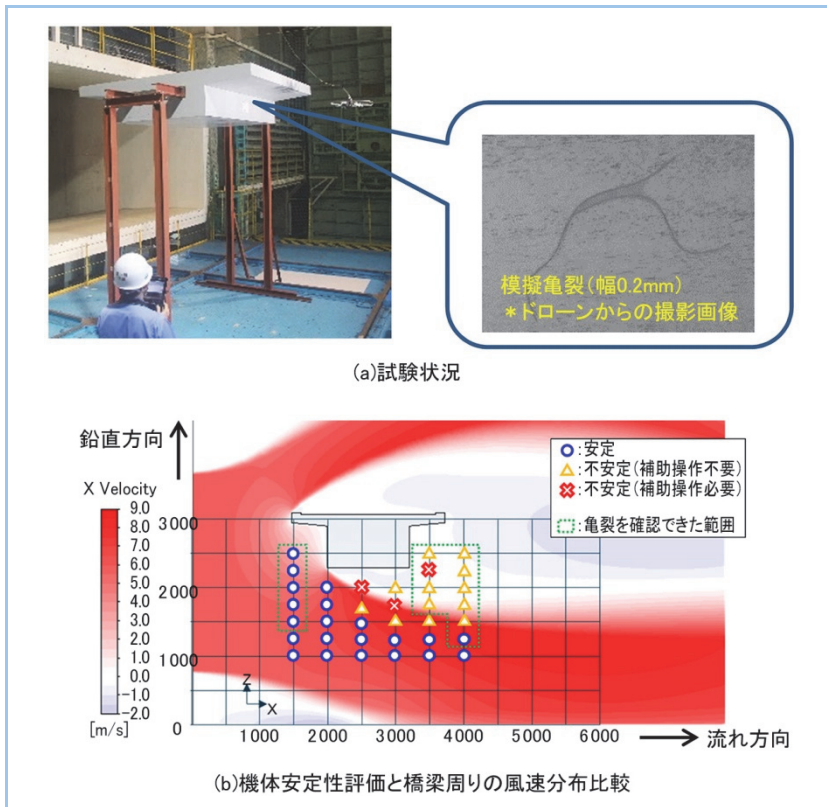 模擬亀裂(幅0.2mm)
*ドローンからの撮影画像
(a)試験状況
鉛直方向
X Velocity
9.0
8.0
7.0
6.0
5.0
4.0
3.0
2.0
1.0
0.0
-1.0
-2.0
[m/s]
:安定
:不安定(補助操作不要)
:不安定(補助操作必要)
:亀裂を確認できた範囲
3000
2000
1000
0
Z
X
1000 2000 3000 4000 5000 6000
流れ方向
(b)機体安定性評価と橋梁周りの風速分布比較